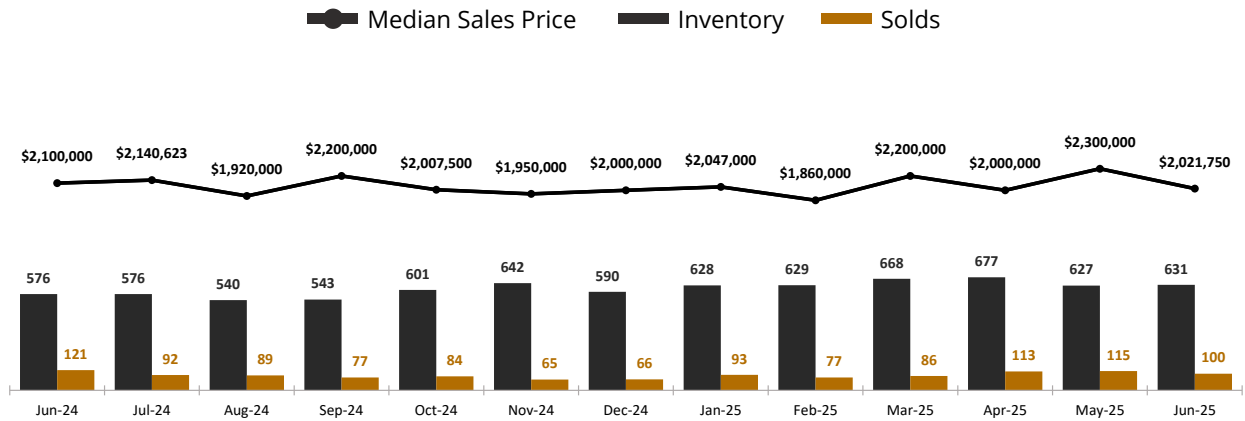 Median Sales Price Inventory Solds
$2,100,000 $2,140,623 $1,920,000 $2,200,000 $2,007,500 $1,950,000 $2,000,000 $2,047,000 $1,860,000 $2,200,000 $2,000,000 $2,300,000 $2,021,750
576 576 540 543 601 642 590 628 629 668 677 627 631
121 92 89 77 84 65 66 93 77 86 113 115 100
Jun-24 Jul-24 Aug-24 Sep-24 Oct-24 Nov-24 Dec-24 Jan-25 Feb-25 Mar-25 Apr-25 May-25 Jun-25